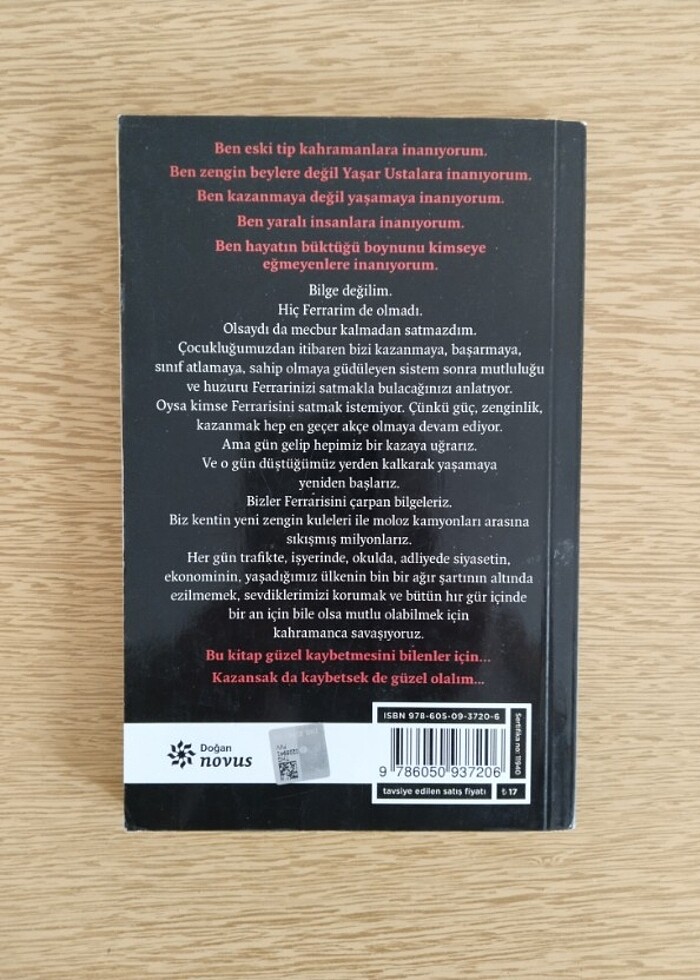 Ben eski tip kahramanlara inanıyorum.
Ben zengin beylere değil Yaşar Ustalara inanıyorum.
Ben kazanmaya değil yaşamaya inanıyorum.
Ben yaralı insanlara inanıyorum.
Ben hayatın büktüğü boynunu kimseye
eğmeyenlere inanıyorum.
Bilge değilim.
Hiç Ferrarim de olmadı.
Olsaydı da mecbur kalmadan satmazdım.
Çocukluğumuzdan itibaren bizi kazanmaya, başarmaya,
sınıf atlamaya, sahip olmaya güdüleyen sistem sonra mutluluğu
ve huzuru Ferrarinizi satmakla bulacağınızı anlatıyor.
Oysa kimse Ferrarisini satmak istemiyor. Çünkü güç, zenginlik,
kazanmak hep en geçer akçe olmaya devam ediyor.
Ama gün gelip hepimiz bir kazaya uğrarız.
Ve o gün düştüğümüz yerden kalkarak yaşamaya
yeniden başlarız.
Bizler Ferrarisini çarpan bilgeleriz.
Biz kentin yeni zengin kuleleri ile moloz kamyonları arasına
sıkışmış milyonlarız.
Her gün trafikte, işyerinde, okulda, adliyede siyasetin,
ekonominin, yaşadığımız ülkenin bin bir ağır şartının altında
ezilmemek, sevdiklerimizi korumak ve bütün hır gür içinde
bir an için bile olsa mutlu olabilmek için
kahramanca savaşıyoruz.
Bu kitap güzel kaybetmesini bilenler için...
Kazansak da kaybetsek de güzel olalım...
Doğan
novus
ISBN 978-605-09-3720-6
9 786050 937206
Sertifika no: 11940
tavsiye edilen satış fiyatı
₺ 17